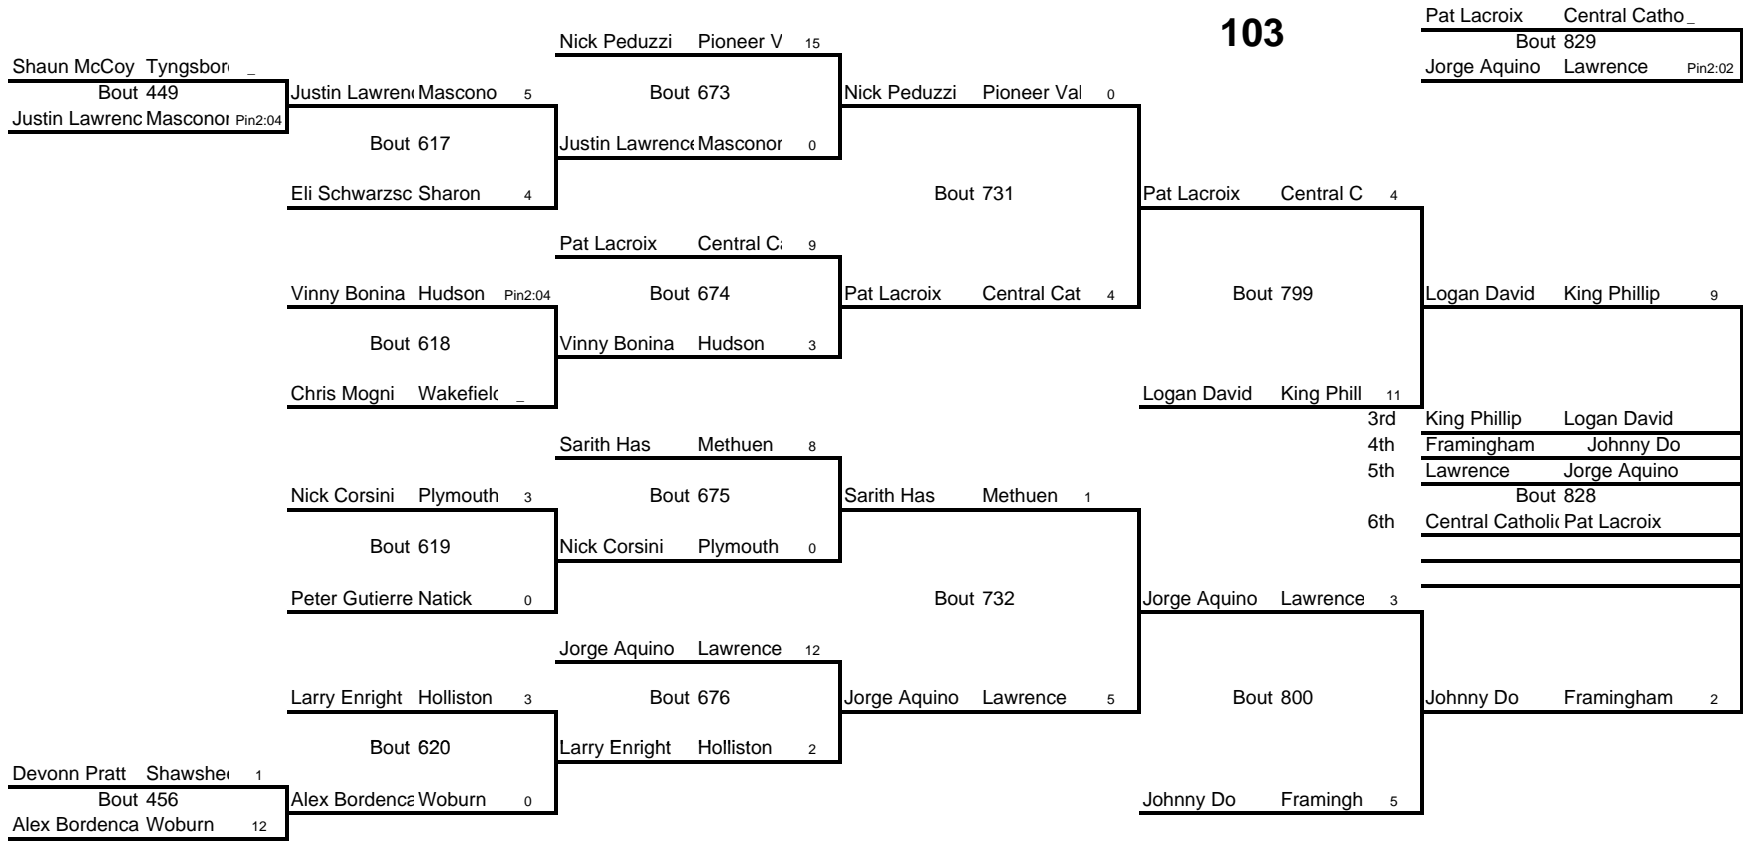 Pat Lacroix Central Catho _
103
Nick Peduzzi Pioneer V 15
Bout 829
Shaun McCoy Tyngsbor _
Jorge Aquino Lawrence Pin2:02
Bout 449
Justin Lawren Mascono 5
Bout 673
Nick Peduzzi Pioneer Val 0
Justin Lawrenc Masconor Pin2:04
Bout 617
Justin Lawrence Masconor 0
Eli Schwarzsc Sharon 4
Bout 731
Pat Lacroix Central C 4
Pat Lacroix Central C 9
Vinny Bonina Hudson Pin2:04
Bout 674
Pat Lacroix Central Cat 4
Bout 799
Logan David King Phillip 9
Bout 618
Vinny Bonina Hudson 3
Chris Mogni Wakefield _
Logan David King Phill 11
3rd King Phillip Logan David
Sarith Has Methuen 8
4th Framingham Johnny Do
5th Lawrence Jorge Aquino
Nick Corsini Plymouth 3
Bout 675
Sarith Has Methuen 1
Bout 828
6th Central Catholic Pat Lacroix
Bout 619
Nick Corsini Plymouth 0
Peter Gutierre Natick 0
Bout 732
Jorge Aquino Lawrence 3
Jorge Aquino Lawrence 12
Larry Enright Holliston 3
Bout 676
Jorge Aquino Lawrence 5
Bout 800
Johnny Do Framingham 2
Bout 620
Larry Enright Holliston 2
Devonn Pratt Shawshe 1
Bout 456
Alex Bordenca Woburn 0
Johnny Do Framingh 5
Alex Bordenca Woburn 12